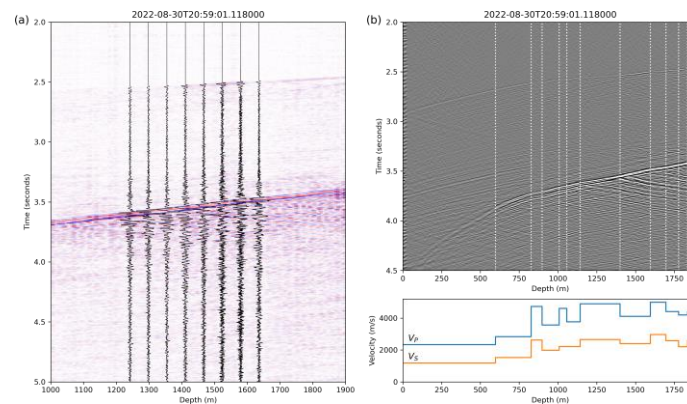 (a)
2022-08-30T20:59:01.118000
2.0
2.5
3.0
3.5
4.0
4.5
5.0
Time (seconds)
1000 1100 1200 1300 1400 1500 1600 1700 1800 1900
Depth (m)
(b)
2022-08-30T20:59:01.118000
2.0
2.5
3.0
3.5
4.0
4.5
Time (seconds)
0 250 500 750 1000 1250 1500 1750
Depth (m)
4000
2000
0
Velocity (m/s)
VP
VS
0 250 500 750 1000 1250 1500 1750
Depth (m)